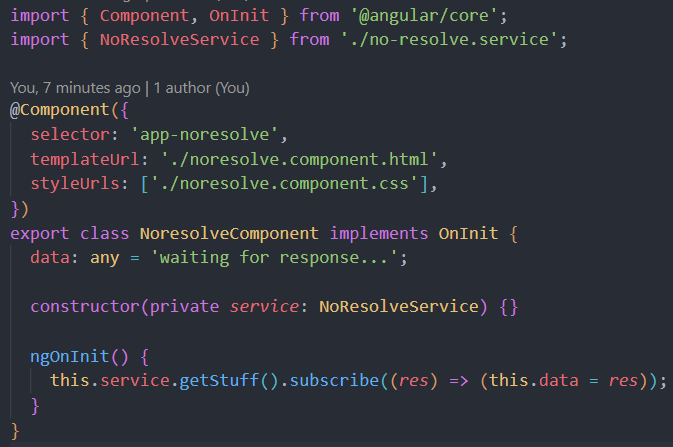 import { Component, OnInit } from '@angular/core';
import { NoResolveService } from './no-resolve.service';
You, 7 minutes ago | 1 author (You)
@Component({
  selector: 'app-noresolve',
  templateUrl: './noresolve.component.html',
  styleUrls: ['./noresolve.component.css'],
})
export class NoresolveComponent implements OnInit {
  data: any = 'waiting for response...';
  constructor(private service: NoResolveService) {}
  ngOnInit() {
    this.service.getStuff().subscribe((res) => (this.data = res));
  }
}